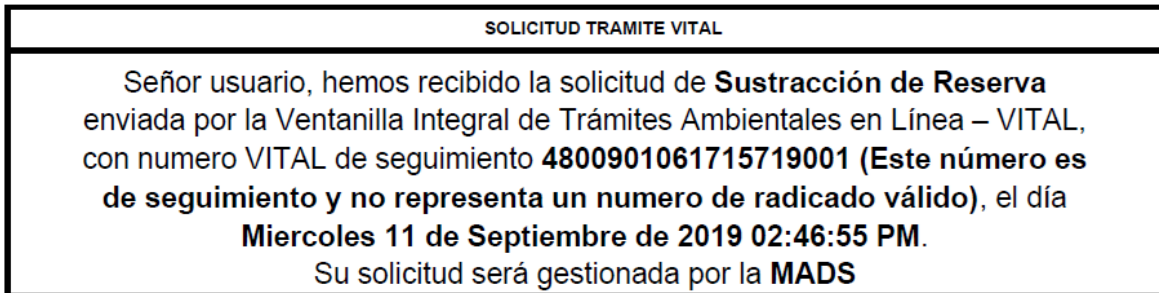 SOLICITUD TRAMITE VITAL
Señor usuario, hemos recibido la solicitud de Sustracción de Reserva
enviada por la Ventanilla Integral de Trámites Ambientales en Línea – VITAL,
con numero VITAL de seguimiento 4800901061715719001 (Este número es
de seguimiento y no representa un numero de radicado válido), el día
Miercoles 11 de Septiembre de 2019 02:46:55 PM.
Su solicitud será gestionada por la MADS